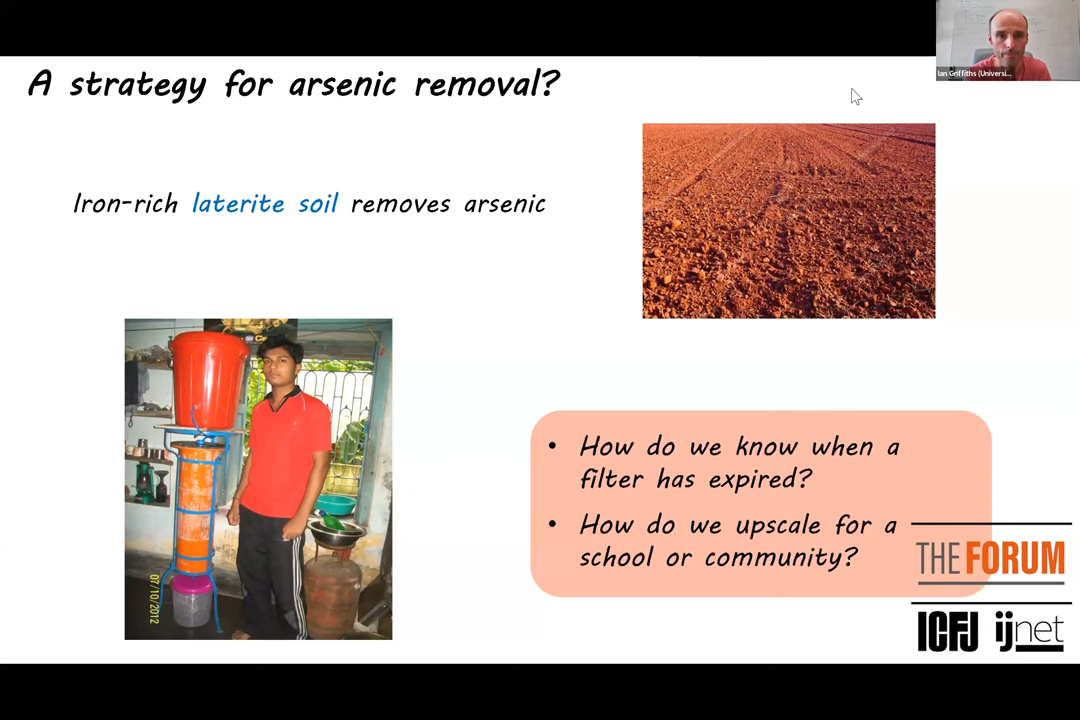 A strategy for arsenic removal?
Ian Griffiths (Universi...
Iron-rich laterite soil removes arsenic
07/10/2012
• How do we know when a
filter has expired?
• How do we upscale for a
school or community?
THE FORUM
ICFJ ijnet